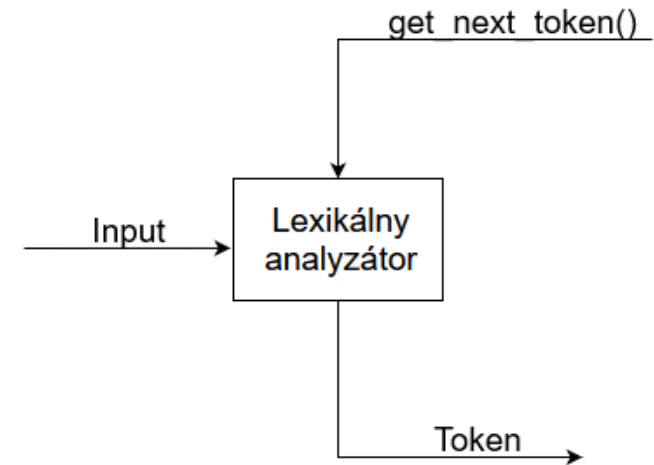 get_next_token()
Input
Lexikálny
analyzátor
Token